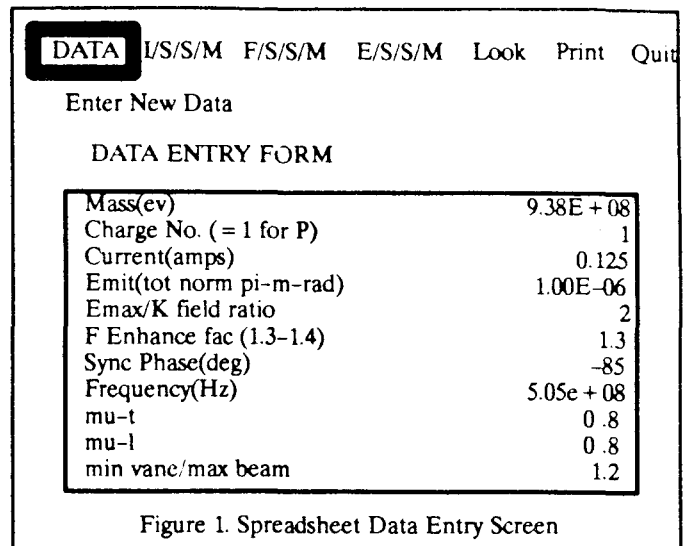 DATA I/S/S/M F/S/S/M E/S/S/M Look Print Quit
Enter New Data
DATA ENTRY FORM
Mass(ev) 9.38E + 08
Charge No. ( = 1 for P) 1
Current(amps) 0.125
Emit(tot norm pi-m-rad) 1.00E-06
Emax/K field ratio 2
F Enhance fac (1.3-1.4) 1.3
Sync Phase(deg) -85
Frequency(Hz) 5.05e + 08
mu-t 0 .8
mu-l 0 .8
min vane/max beam 1.2
Figure 1. Spreadsheet Data Entry Screen